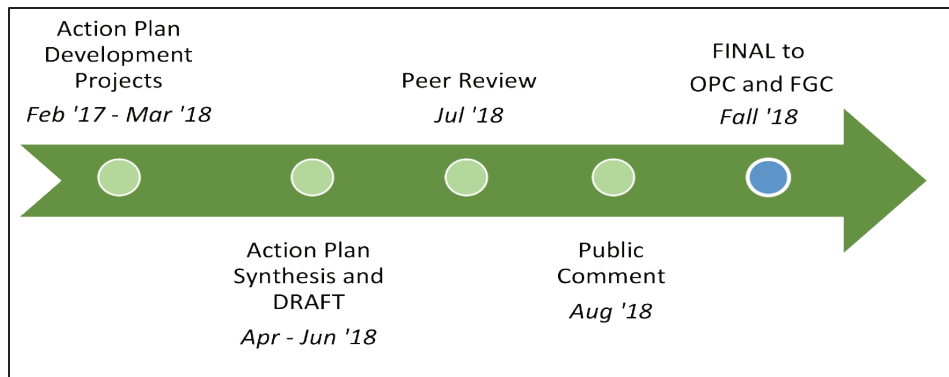 Action Plan
Development
Projects
Feb '17 - Mar '18
Action Plan
Synthesis and
DRAFT
Apr - Jun '18
Peer Review
Jul '18
Public
Comment
Aug '18
FINAL to
OPC and FGC
Fall '18